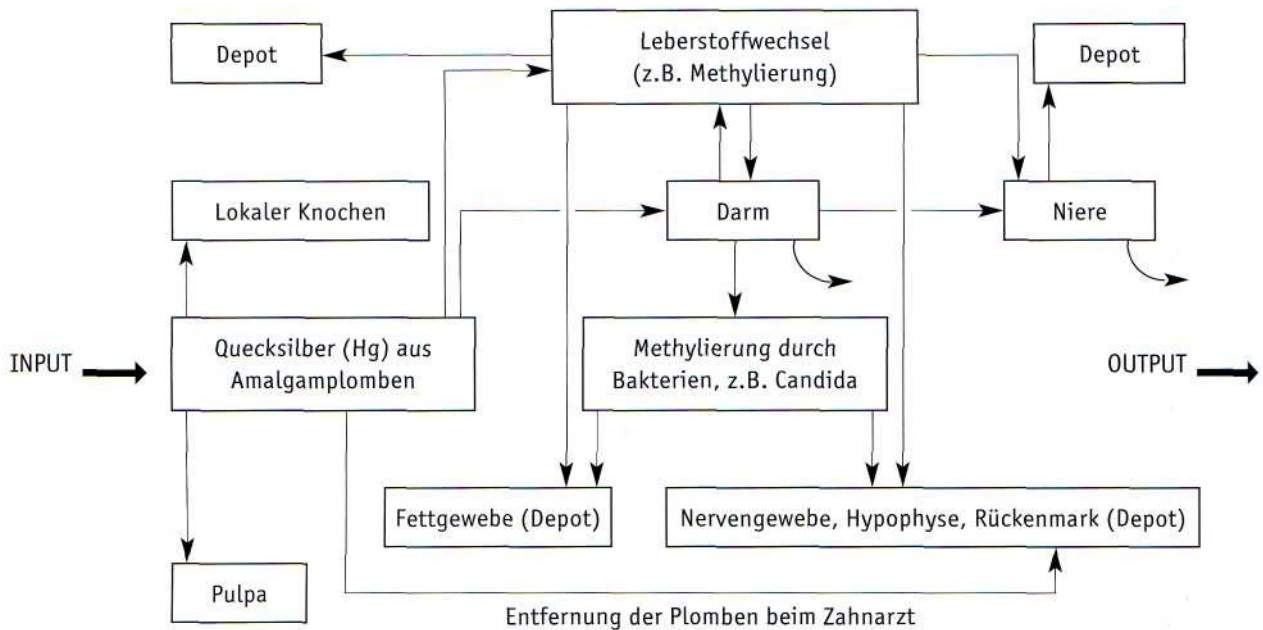 Depot
Leberstoffwechsel
(z.B. Methylierung)
Depot
Lokaler Knochen
Darm
Niere
INPUT
Quecksilber (Hg) aus
Amalgamplomben
Methylierung durch
Bakterien, z.B. Candida
OUTPUT
Fettgewebe (Depot)
Nervengewebe, Hypophyse, Rückenmark (Depot)
Pulpa
Entfernung der Plomben beim Zahnarzt